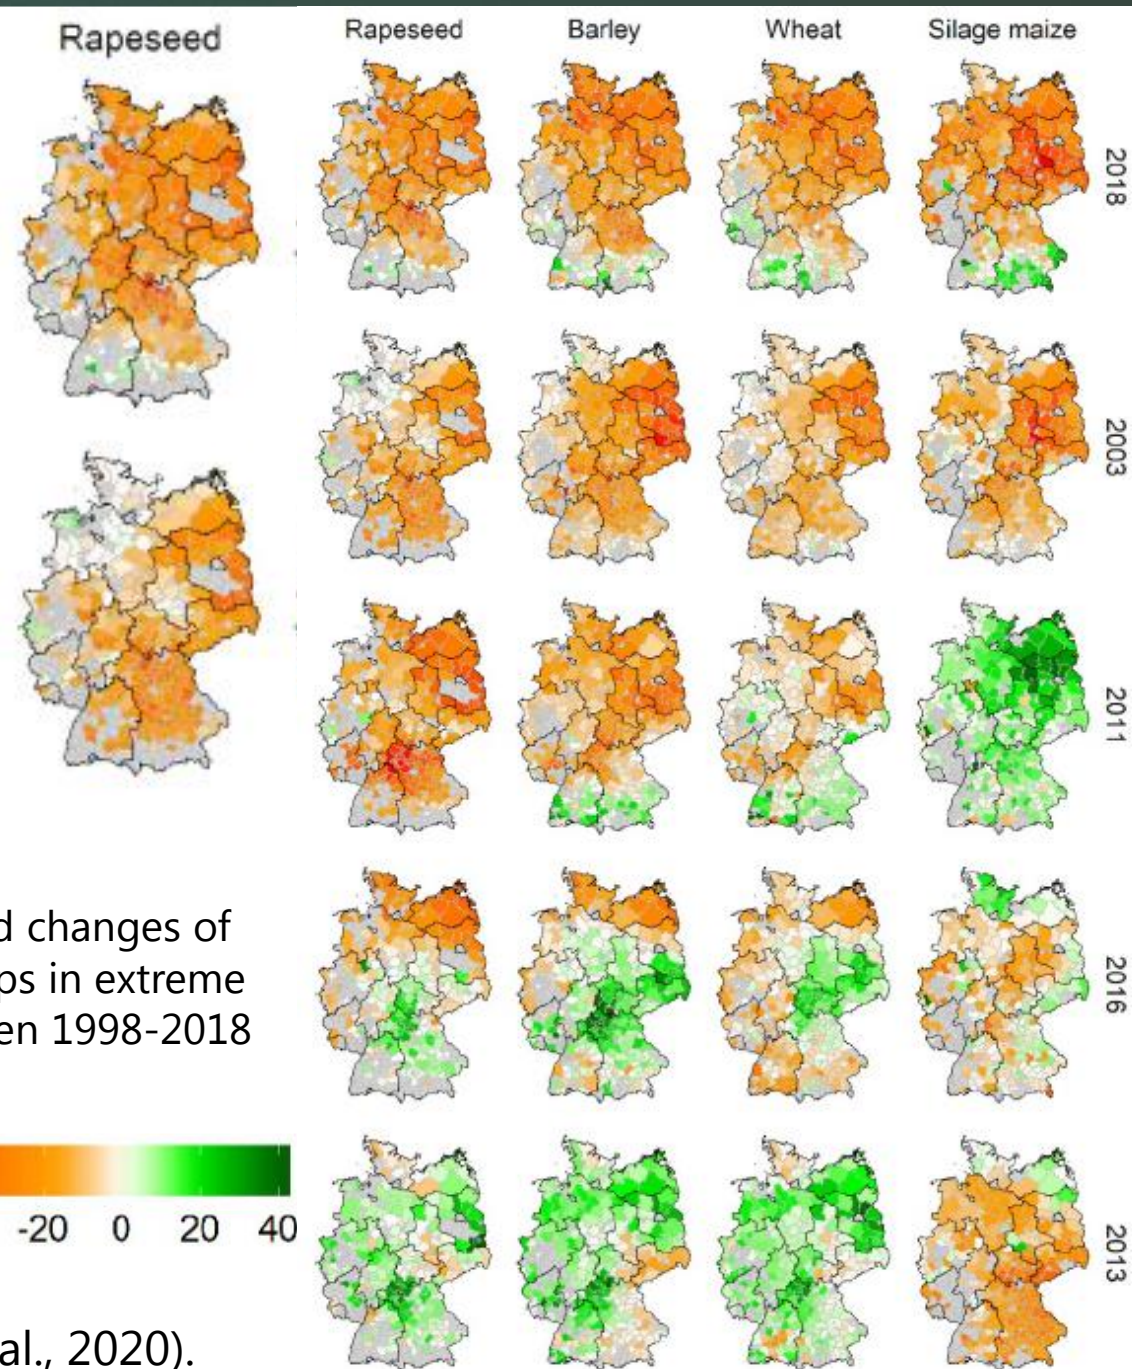 Rapeseed
Rapeseed Barley Wheat Silage maize
2018
2003
2011
2016
2013
d changes of
ps in extreme
en 1998-2018
-20 0 20 40
al., 2020).